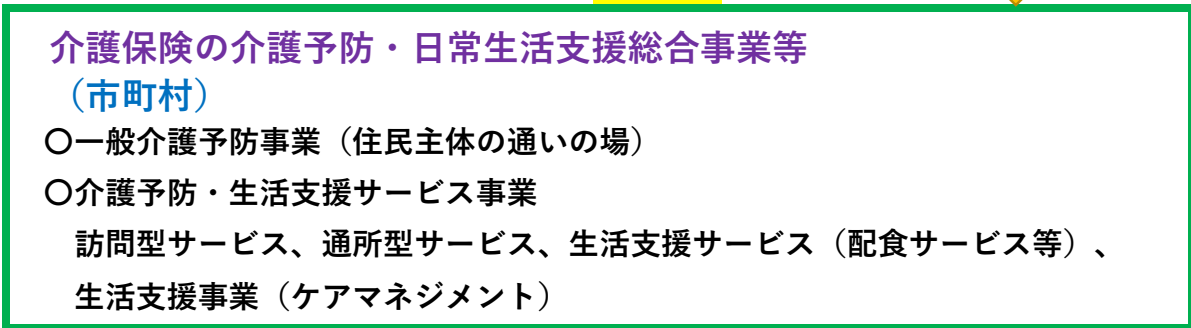 介護保険の介護予防・日常生活支援総合事業等
（市町村）
〇一般介護予防事業（住民主体の通いの場）
〇介護予防・生活支援サービス事業
訪問型サービス、通所型サービス、生活支援サービス（配食サービス等）、
生活支援事業（ケアマネジメント）